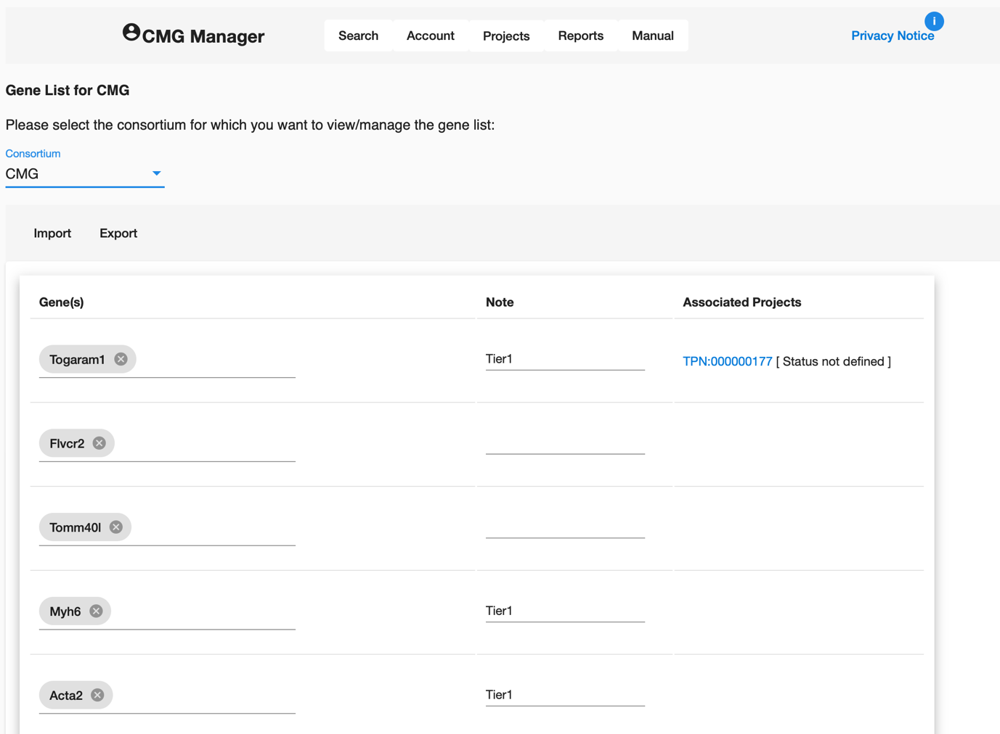 CMG Manager
Search Account Projects Reports Manual
i
Privacy Notice
Gene List for CMG
Please select the consortium for which you want to view/manage the gene list:
Consortium
CMG
Import Export
Gene(s) Note Associated Projects
Togaram1 Tier1 TPN:000000177 [ Status not defined ]
Flvcr2
Tomm40l
Myh6 Tier1
Acta2 Tier1